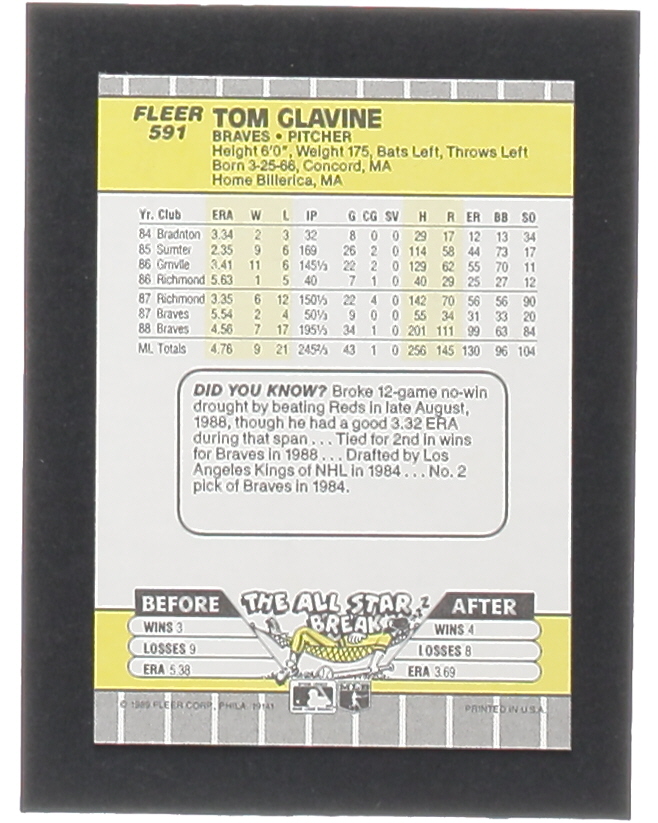 FLEER TOM GLAVINE
591 BRAVES • PITCHER
Height 6'0", Weight 175, Bats Left, Throws Left
Born 3-25-66, Concord, MA
Home Billerica, MA
Yr. Club ERA W L IP G CG SV H R ER BB SO
84 Bradnton 3.34 2 3 32 8 0 0 29 17 12 13 34
85 Sumter 2.35 9 6 169 26 2 0 114 58 44 73 17
86 Grnvlle 3.41 11 6 145⅓ 22 2 0 129 62 55 70 11
86 Richmond 5.63 1 5 40 7 1 0 40 29 25 27 12
87 Richmond 3.35 6 12 150⅓ 22 4 0 142 70 56 56 90
87 Braves 5.54 2 4 50⅓ 9 0 0 55 34 31 33 20
88 Braves 4.56 7 17 195⅓ 34 1 0 201 111 99 63 84
ML Totals 4.76 9 21 245⅔ 43 1 0 256 145 130 96 104
DID YOU KNOW? Broke 12-game no-win
drought by beating Reds in late August,
1988, though he had a good 3.32 ERA
during that span . . . Tied for 2nd in wins
for Braves in 1988 . . . Drafted by Los
Angeles Kings of NHL in 1984 . . . No. 2
pick of Braves in 1984.
BEFORE THE ALL STAR BREAK AFTER
WINS 3 WINS 4
LOSSES 9 LOSSES 8
ERA 5.38 ERA 3.69
© 1989 FLEER CORP., PHILA. 19141 PRINTED IN U.S.A.